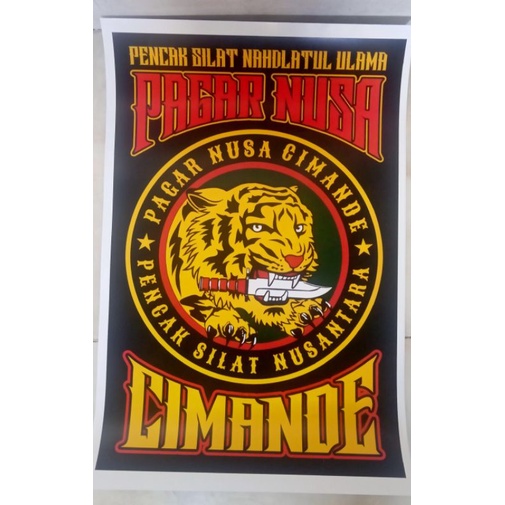 PENCAK SILAT NAHDLATUL ULAMA
PAGAR NUSA
PAGAR NUSA CIMANDE
PENCAK SILAT NUSANTARA
CIMANDE